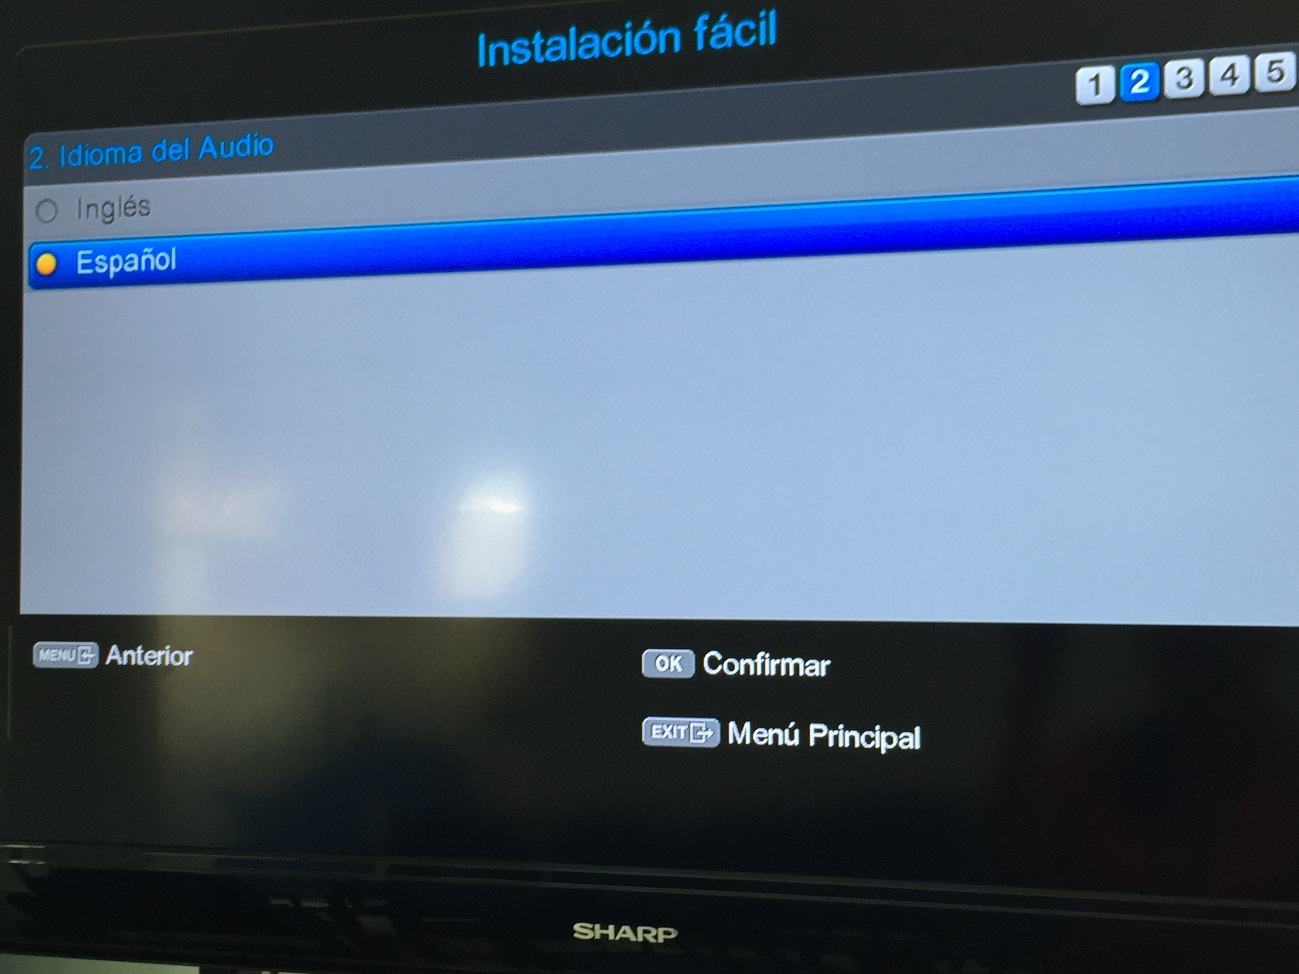 Instalación fácil
1 2 3 4 5
2. Idioma del Audio
Inglés
Español
MENU Anterior
OK Confirmar
EXIT Menú Principal
SHARP